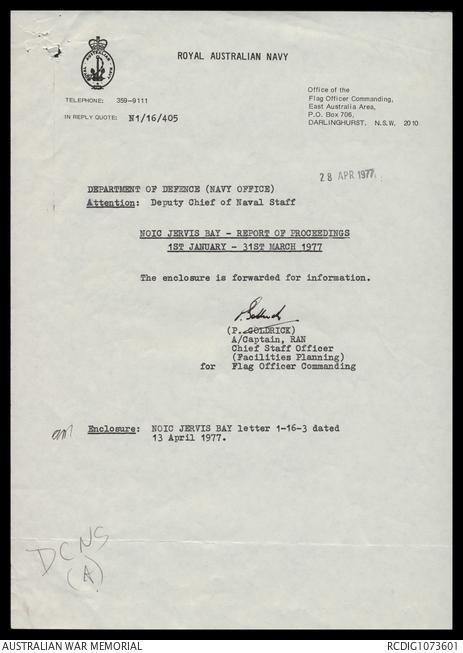 ROYAL AUSTRALIAN NAVY
Office of the
Flag Officer Commanding,
East Australia Area,
P.O. Box 706,
DARLINGHURST. N.S.W. 2010
TELEPHONE: 359-9111
IN REPLY QUOTE: N1/16/405
28 APR 1977
DEPARTMENT OF DEFENCE (NAVY OFFICE)
Attention: Deputy Chief of Naval Staff
NOIC JERVIS BAY - REPORT OF PROCEEDINGS
1ST JANUARY - 31ST MARCH 1977
The enclosure is forwarded for information.
(P. GOLDRICK)
A/Captain, RAN
Chief Staff Officer
(Facilities Planning)
for Flag Officer Commanding
Enclosure: NOIC JERVIS BAY letter 1-16-3 dated
13 April 1977.
DCNS
(A)
AUSTRALIAN WAR MEMORIAL
RCDIG1073601